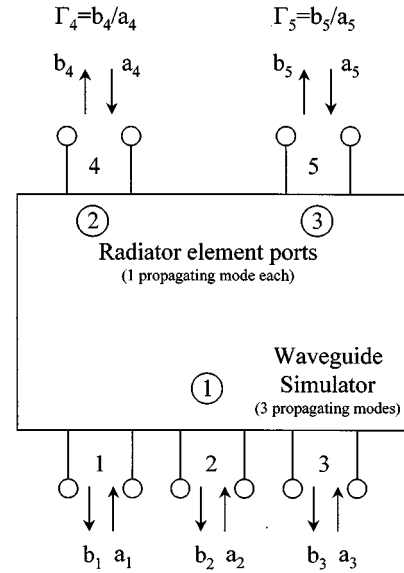 Γ₄=b₄/a₄ Γ₅=b₅/a₅
b₄ a₄ b₅ a₅
4 5
2 3
Radiator element ports
(1 propagating mode each)
Waveguide
1 Simulator
(3 propagating modes)
1 2 3
b₁ a₁ b₂ a₂ b₃ a₃